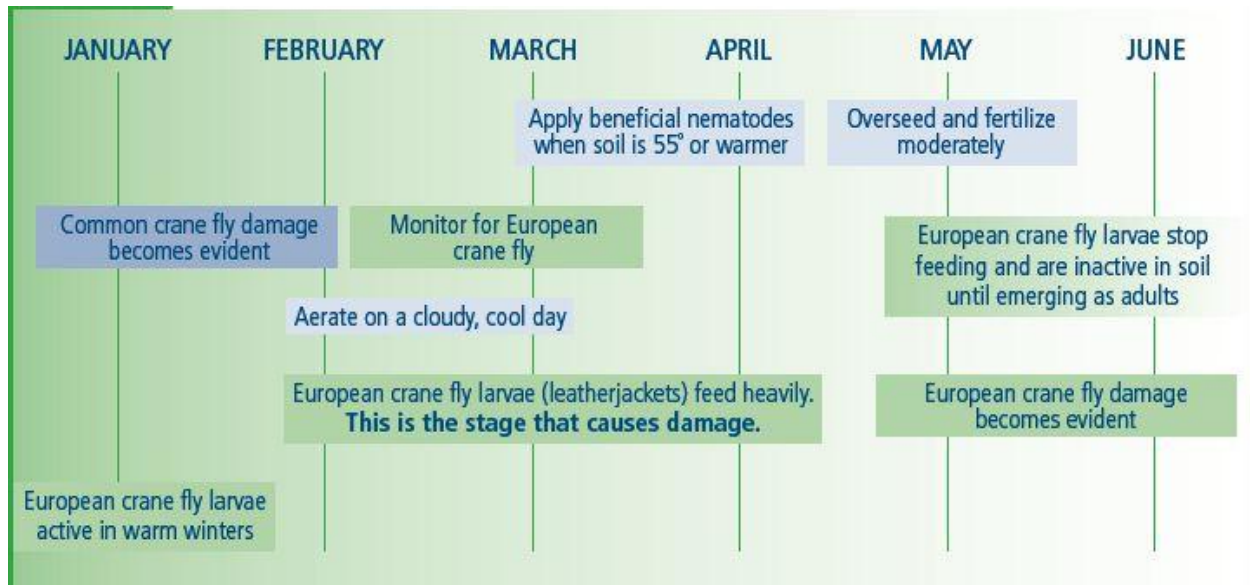 JANUARY FEBRUARY MARCH APRIL MAY JUNE
Apply beneficial nematodes
when soil is 55° or warmer
Overseed and fertilize
moderately
Common crane fly damage
becomes evident
Monitor for European
crane fly
European crane fly larvae stop
feeding and are inactive in soil
until emerging as adults
Aerate on a cloudy, cool day
European crane fly larvae (leatherjackets) feed heavily.
This is the stage that causes damage.
European crane fly damage
becomes evident
European crane fly larvae
active in warm winters